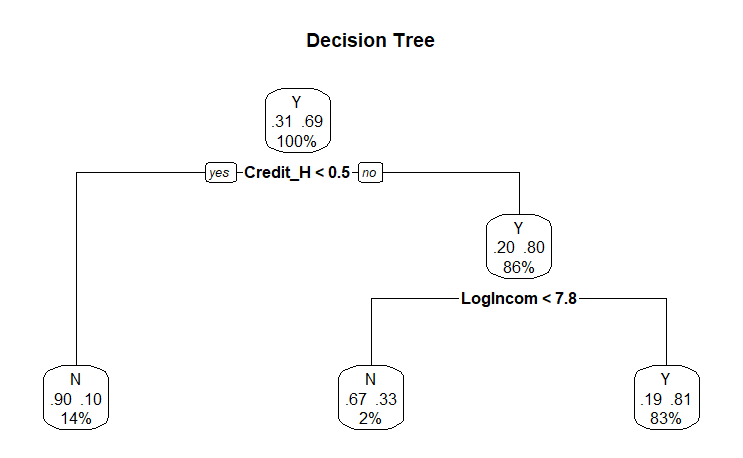 Decision Tree
Y
.31 .69
100%
yes Credit_H < 0.5 no
Y
.20 .80
86%
LogIncom < 7.8
N
.90 .10
14%
N
.67 .33
2%
Y
.19 .81
83%